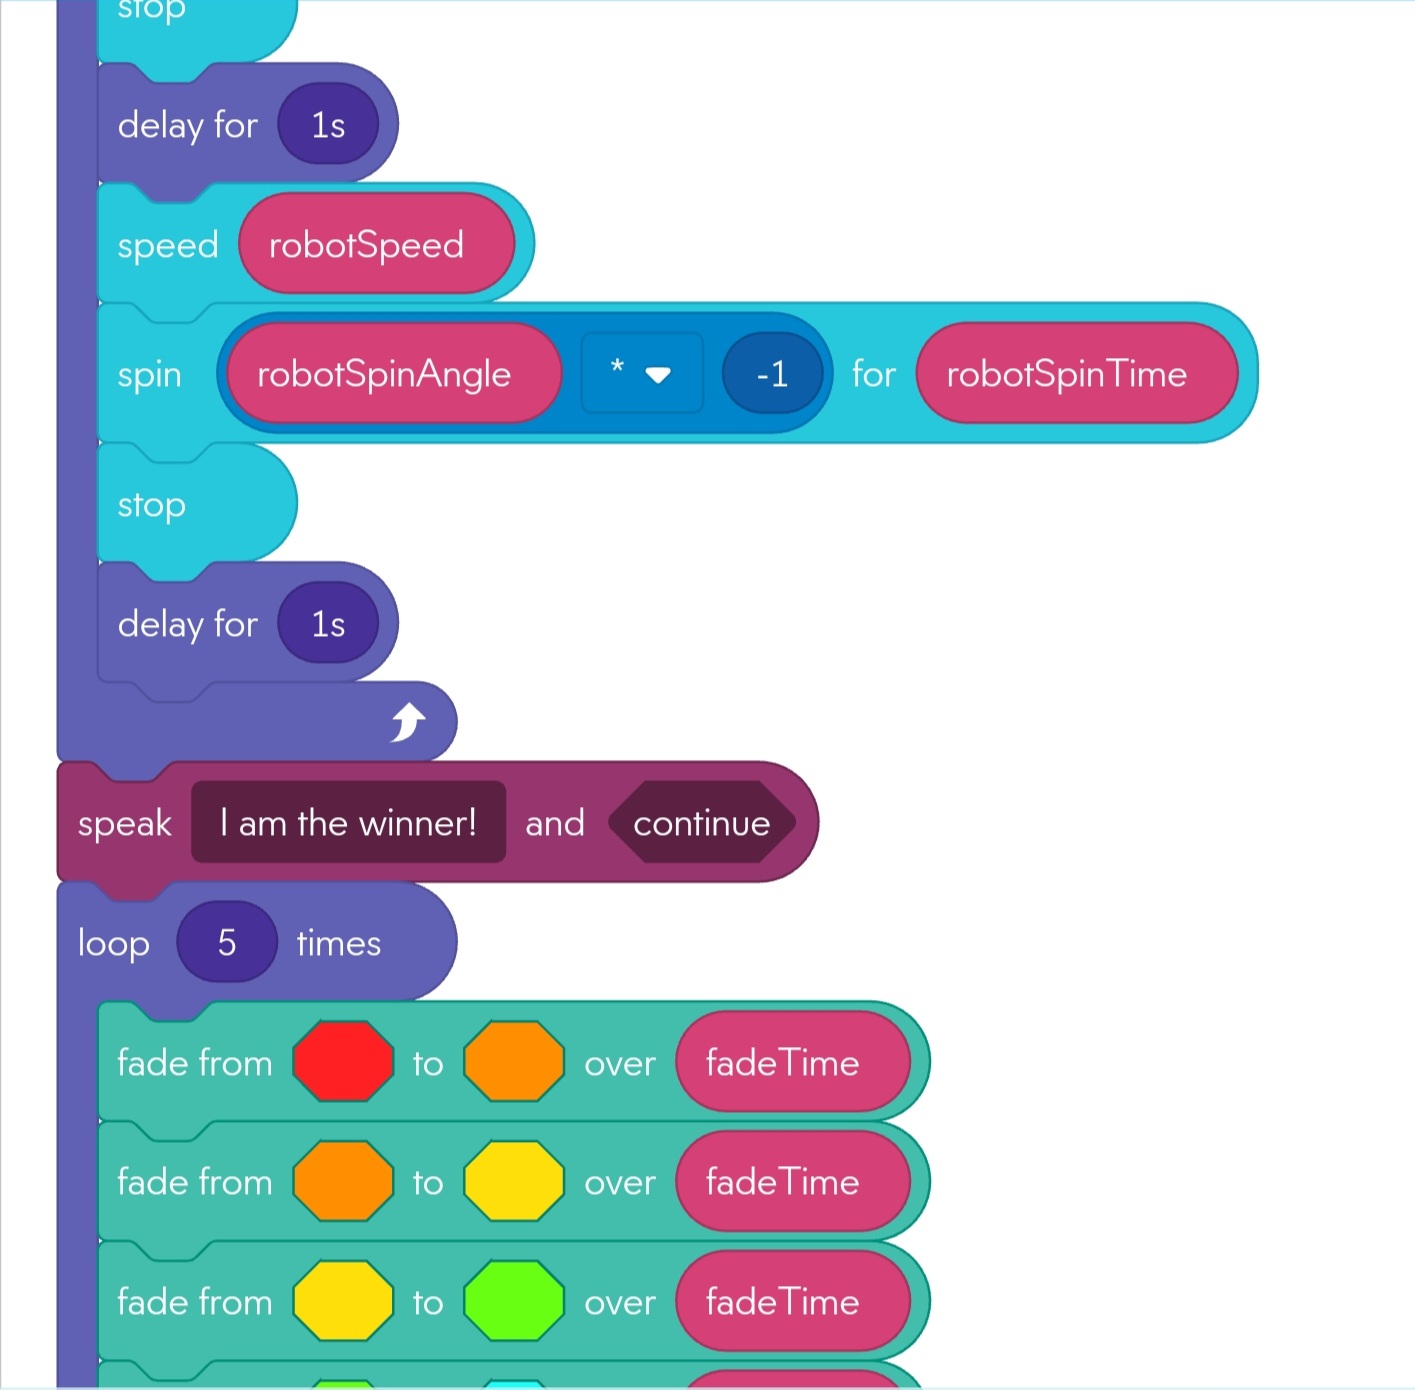 stop
delay for 1s
speed robotSpeed
spin robotSpinAngle * -1 for robotSpinTime
stop
delay for 1s
speak I am the winner! and continue
loop 5 times
fade from to over fadeTime
fade from to over fadeTime
fade from to over fadeTime